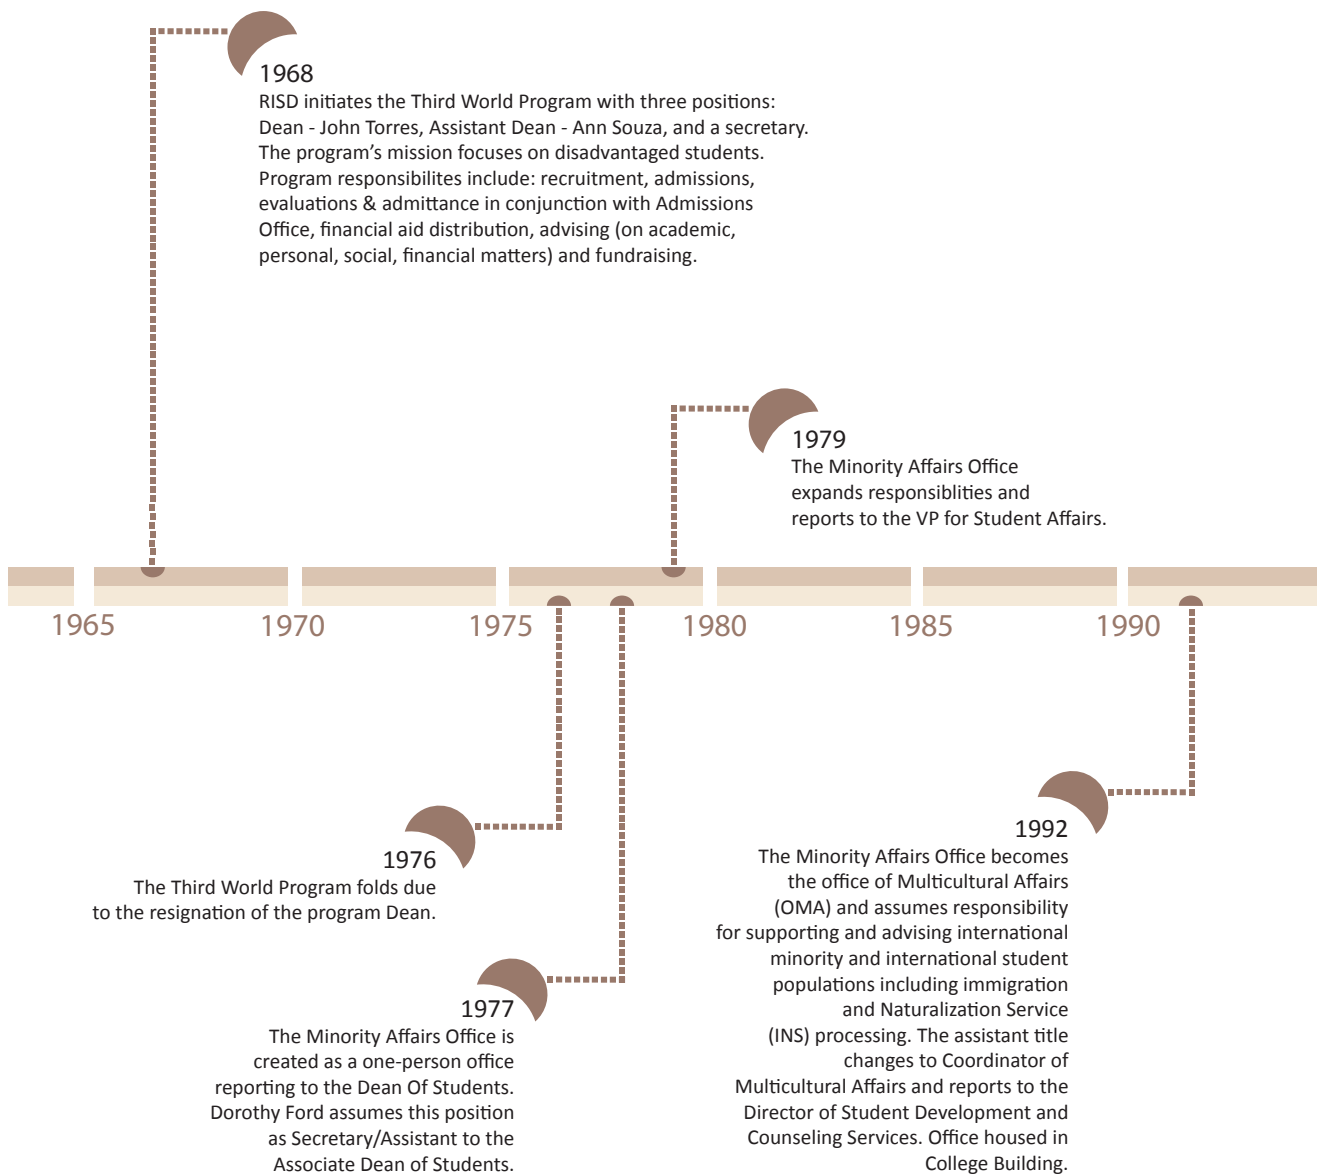 1968
RISD initiates the Third World Program with three positions:
Dean - John Torres, Assistant Dean - Ann Souza, and a secretary.
The program's mission focuses on disadvantaged students.
Program responsibilites include: recruitment, admissions,
evaluations & admittance in conjunction with Admissions
Office, financial aid distribution, advising (on academic,
personal, social, financial matters) and fundraising.
1979
The Minority Affairs Office
expands responsiblities and
reports to the VP for Student Affairs.
1965
1970
1975
1980
1985
1990
1976
The Third World Program folds due
to the resignation of the program Dean.
1977
The Minority Affairs Office is
created as a one-person office
reporting to the Dean Of Students.
Dorothy Ford assumes this position
as Secretary/Assistant to the
Associate Dean of Students.
1992
The Minority Affairs Office becomes
the office of Multicultural Affairs
(OMA) and assumes responsibility
for supporting and advising international
minority and international student
populations including immigration
and Naturalization Service
(INS) processing. The assistant title
changes to Coordinator of
Multicultural Affairs and reports to the
Director of Student Development and
Counseling Services. Office housed in
College Building.